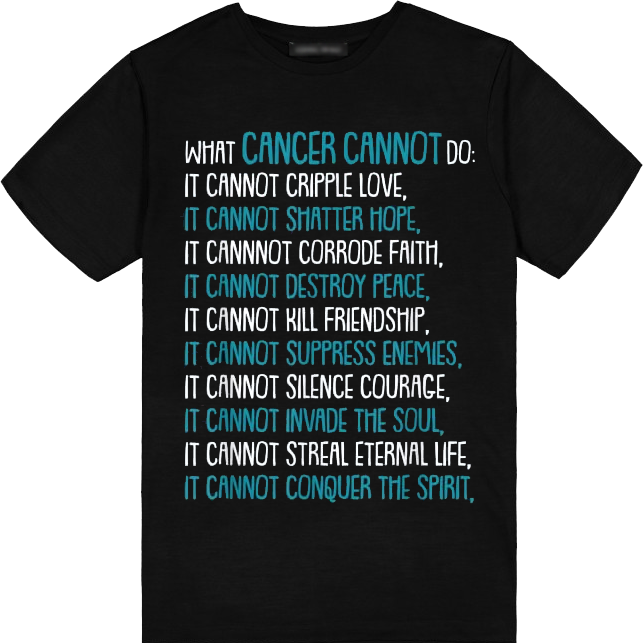 WHAT CANCER CANNOT DO:
IT CANNOT CRIPPLE LOVE,
IT CANNOT SHATTER HOPE,
IT CANNNOT CORRODE FAITH,
IT CANNOT DESTROY PEACE,
IT CANNOT KILL FRIENDSHIP,
IT CANNOT SUPPRESS ENEMIES,
IT CANNOT SILENCE COURAGE,
IT CANNOT INVADE THE SOUL,
IT CANNOT STREAL ETERNAL LIFE,
IT CANNOT CONQUER THE SPIRIT,